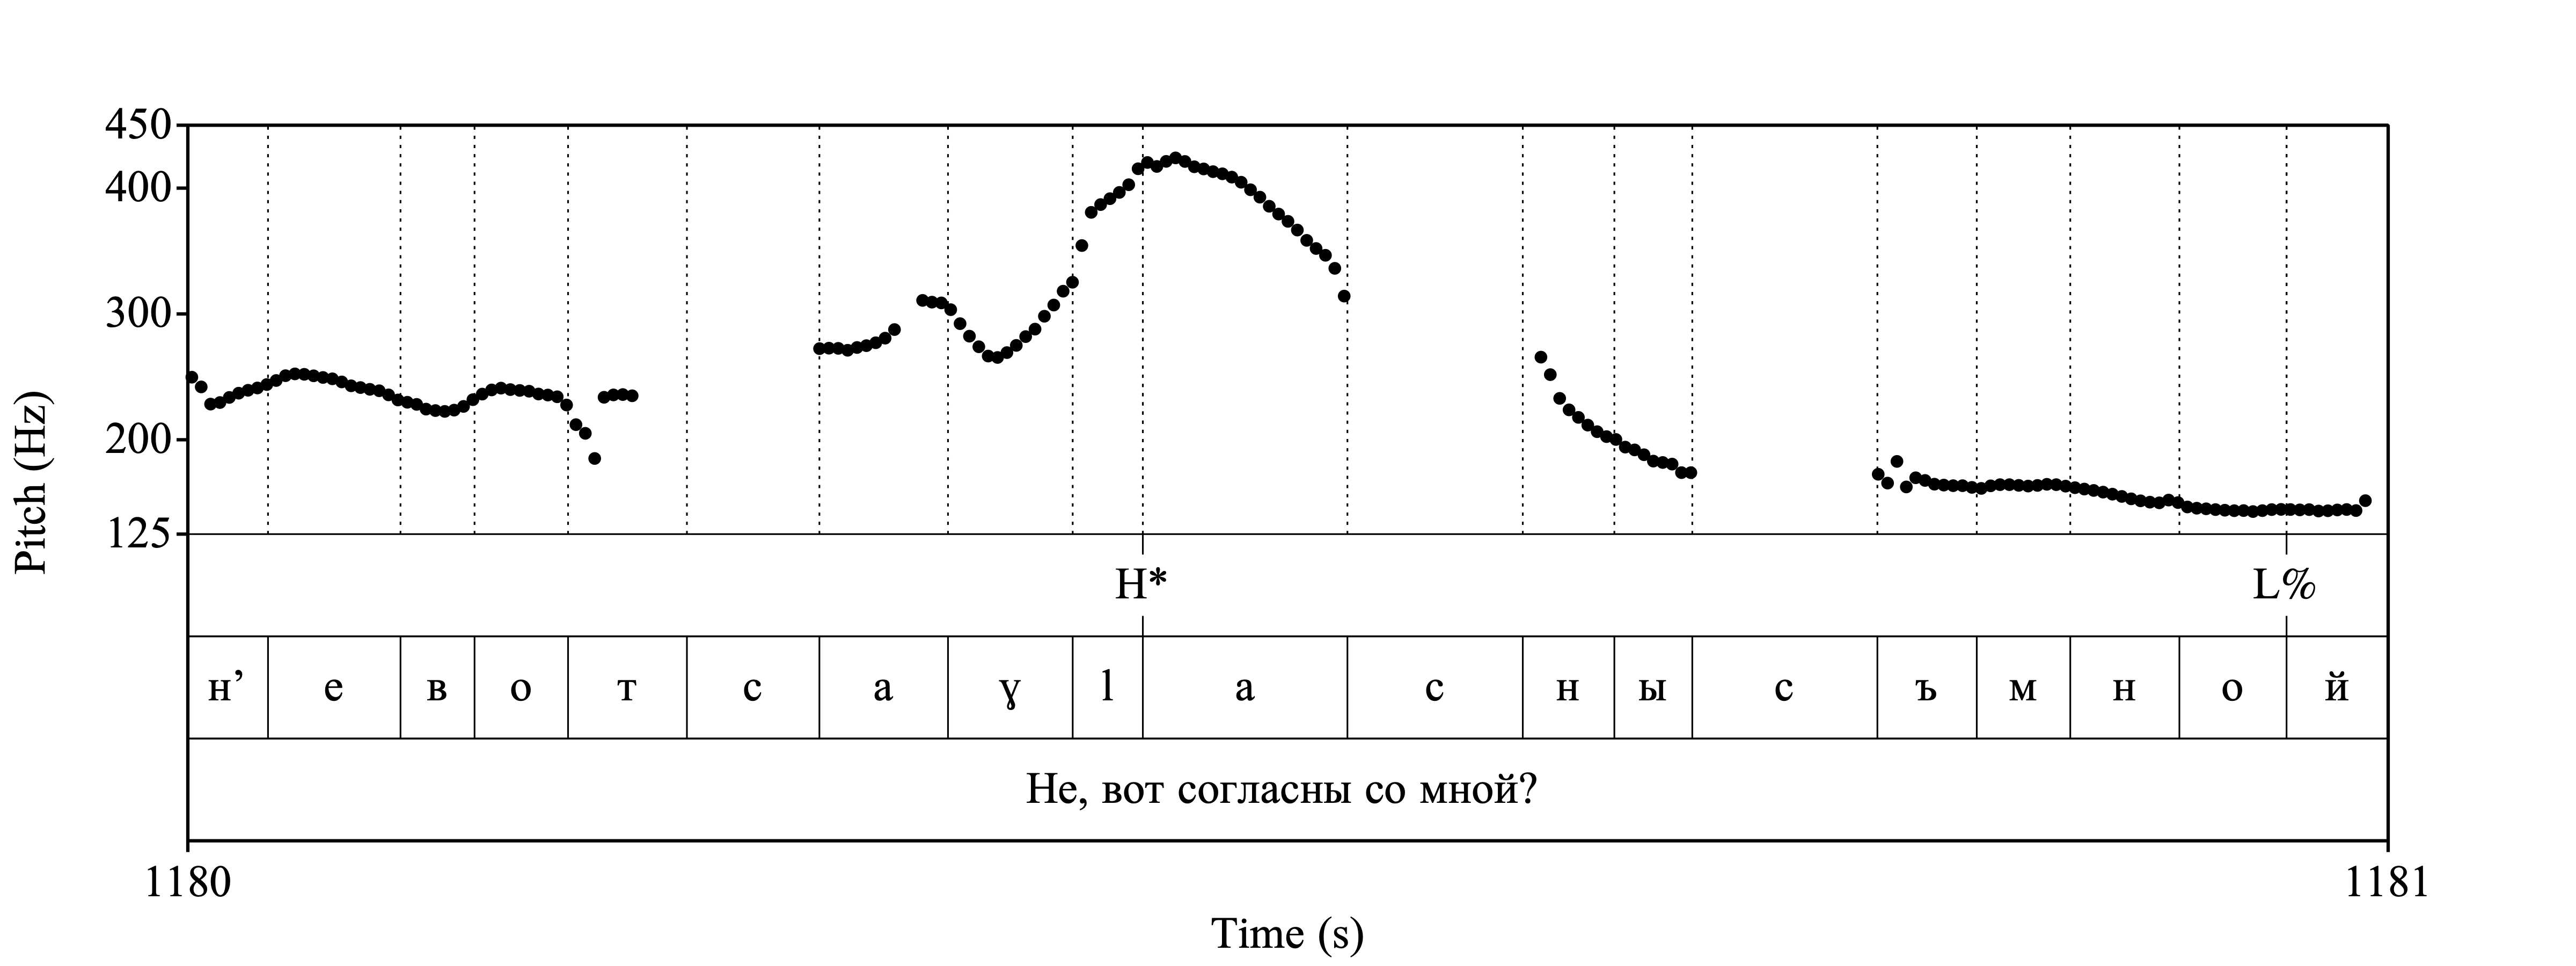 450
400
300
200
125
Pitch (Hz)
H* L%
н’ е в о т с а ɣ l а с н ы с ъ м н о й
Не, вот согласны со мной?
1180 1181
Time (s)